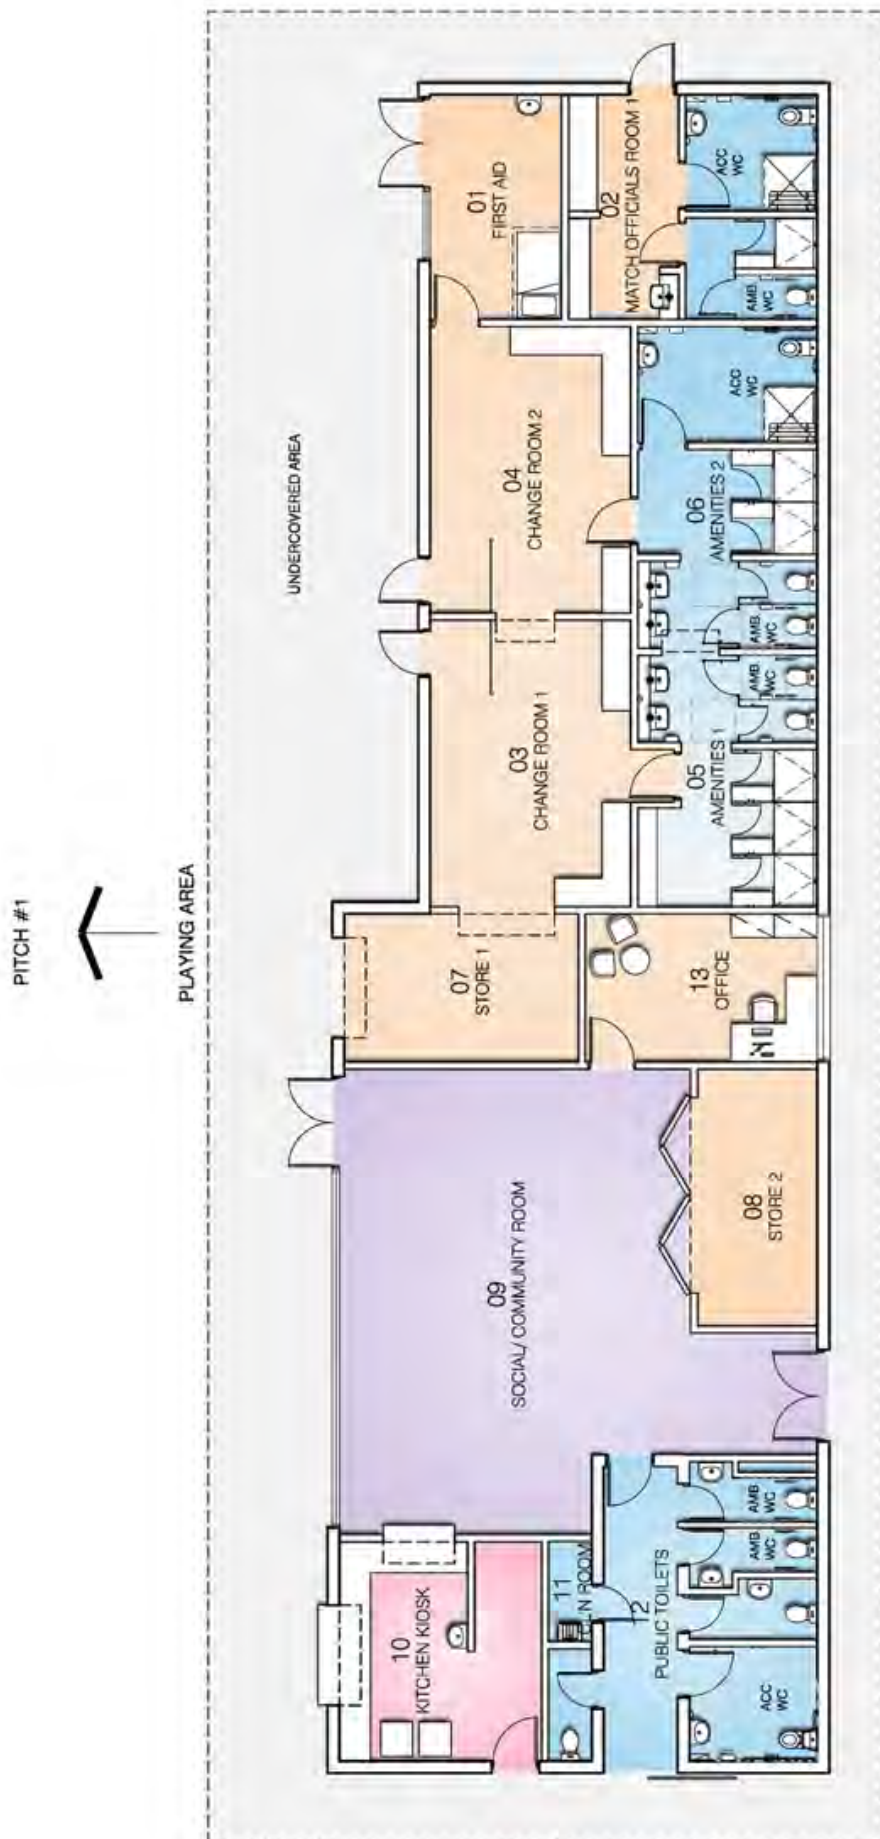 PITCH #1
PLAYING AREA
UNDERCOVERED AREA
01
FIRST AID
02
MATCH OFFICIALS ROOM 1
ACC
WC
AMB
WC
04
CHANGE ROOM 2
ACC
WC
06
AMENITIES 2
AMB
WC
03
CHANGE ROOM 1
AMB
WC
05
AMENITIES 1
07
STORE 1
13
OFFICE
09
SOCIAL/ COMMUNITY ROOM
08
STORE 2
10
KITCHEN KIOSK
11
CL'N ROOM
12
PUBLIC TOILETS
AMB
WC
AMB
WC
ACC
WC